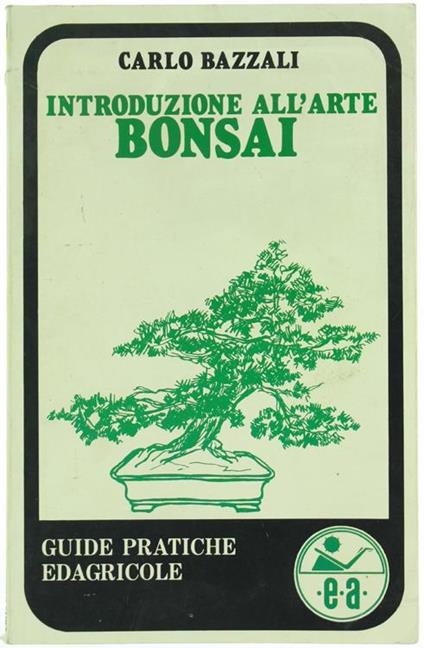 CARLO BAZZALI
INTRODUZIONE ALL'ARTE
BONSAI
GUIDE PRATICHE
EDAGRICOLE
·e·a·